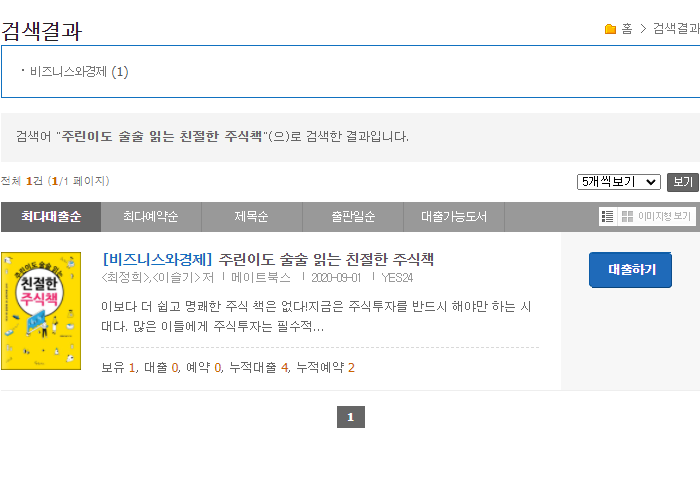 검색결과
홈 > 검색결과
· 비즈니스와경제 (1)
검색어 "주린이도 술술 읽는 친절한 주식책"(으)로 검색한 결과입니다.
전체 1건 (1/1 페이지)
5개씩보기 보기
최다대출순 최다예약순 제목순 출판일순 대출가능도서 이미지형 보기
주린이도 술술 읽는
친절한
주식책
[비즈니스와경제] 주린이도 술술 읽는 친절한 주식책
<최정희>,<이슬기> 저 | 메이트북스 | 2020-09-01 | YES24
이보다 더 쉽고 명쾌한 주식 책은 없다!지금은 주식투자를 반드시 해야만 하는 시
대다. 많은 이들에게 주식투자는 필수적...
보유 1, 대출 0, 예약 0, 누적대출 4, 누적예약 2
대출하기
1